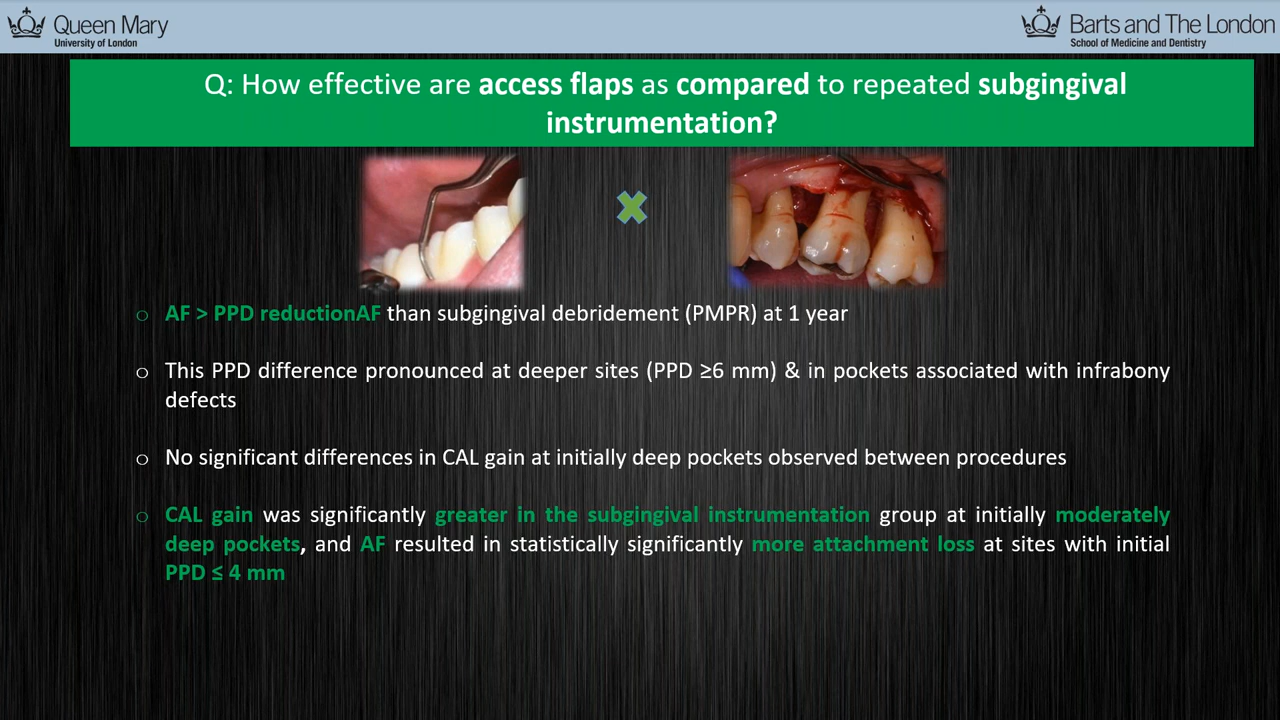 Queen Mary
University of London
Barts and The London
School of Medicine and Dentistry
Q: How effective are access flaps as compared to repeated subgingival
instrumentation?
○ AF > PPD reductionAF than subgingival debridement (PMPR) at 1 year
○ This PPD difference pronounced at deeper sites (PPD ≥6 mm) & in pockets associated with infrabony
defects
○ No significant differences in CAL gain at initially deep pockets observed between procedures
○ CAL gain was significantly greater in the subgingival instrumentation group at initially moderately
deep pockets, and AF resulted in statistically significantly more attachment loss at sites with initial
PPD ≤ 4 mm